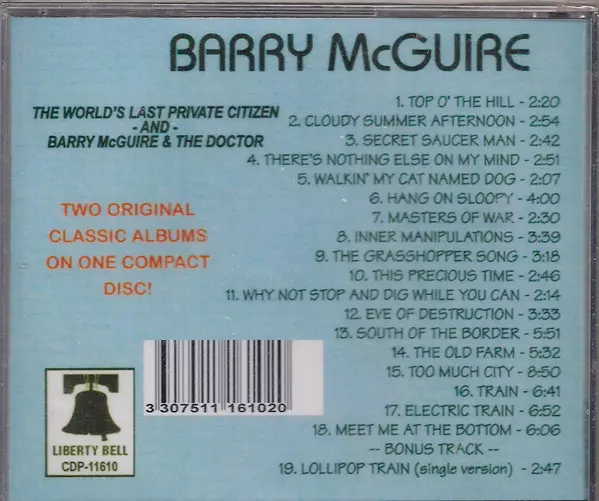 BARRY McGUIRE
THE WORLD'S LAST PRIVATE CITIZEN
- AND -
BARRY McGUIRE & THE DOCTOR
TWO ORIGINAL
CLASSIC ALBUMS
ON ONE COMPACT
DISC!
1. TOP O' THE HILL - 2:20
2. CLOUDY SUMMER AFTERNOON - 2:54
3. SECRET SAUCER MAN - 2:42
4. THERE'S NOTHING ELSE ON MY MIND - 2:51
5. WALKIN' MY CAT NAMED DOG - 2:07
6. HANG ON SLOOPY - 4:00
7. MASTERS OF WAR - 2:30
8. INNER MANIPULATIONS - 3:39
9. THE GRASSHOPPER SONG - 3:18
10. THIS PRECIOUS TIME - 2:46
11. WHY NOT STOP AND DIG WHILE YOU CAN - 2:14
12. EVE OF DESTRUCTION - 3:33
13. SOUTH OF THE BORDER - 5:51
14. THE OLD FARM - 5:32
15. TOO MUCH CITY - 8:50
16. TRAIN - 6:41
17. ELECTRIC TRAIN - 6:52
18. MEET ME AT THE BOTTOM - 6:06
-- BONUS TRACK --
19. LOLLIPOP TRAIN (single version) - 2:47
3 307511 161020
LIBERTY BELL
CDP-11610